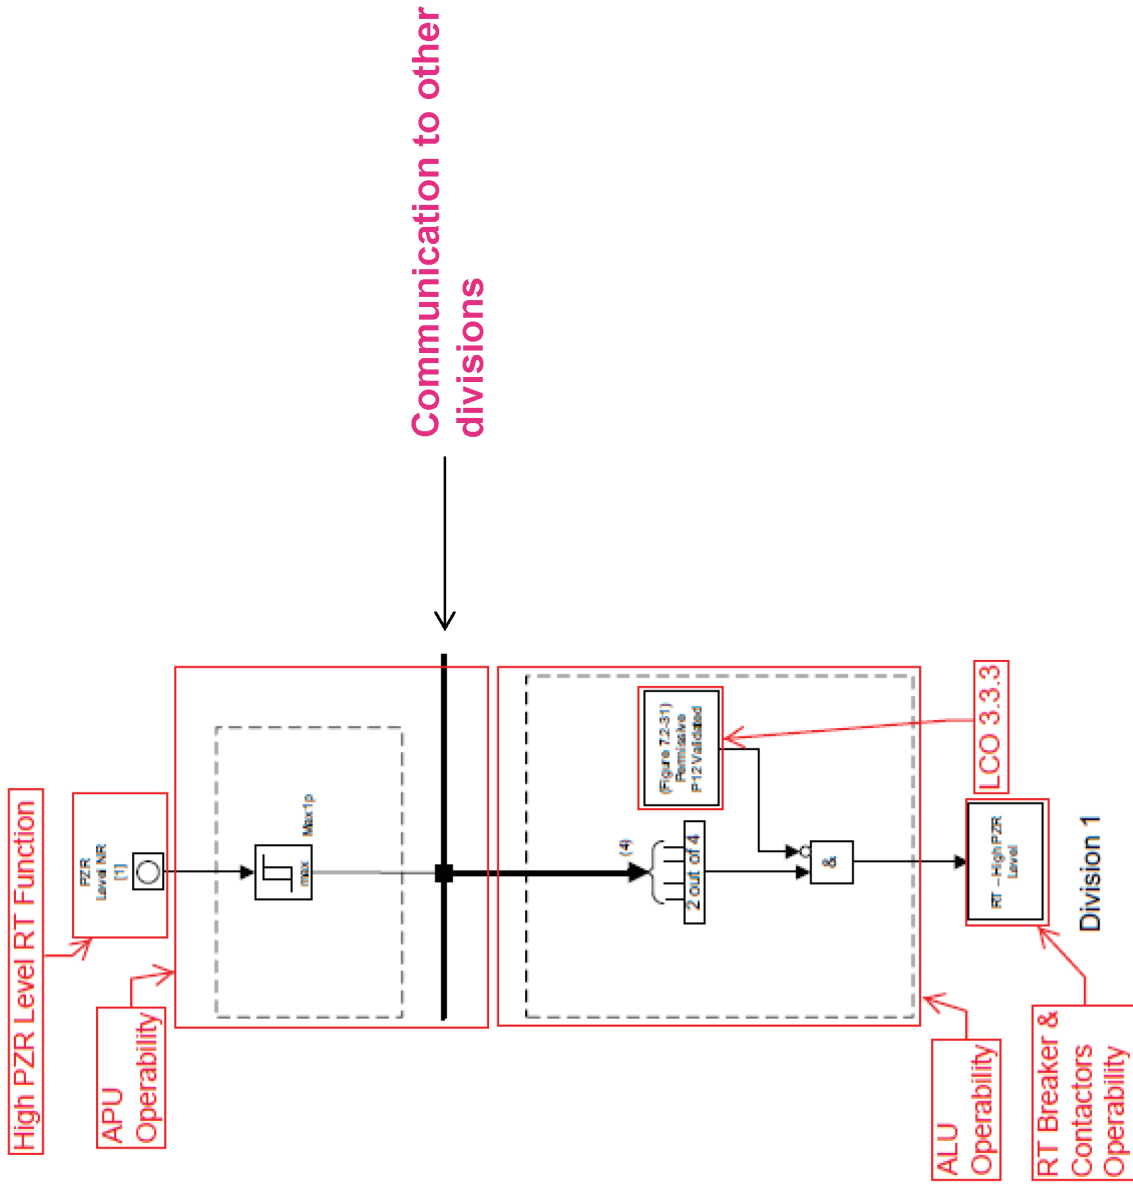 Communication to other
divisions
High PZR Level RT Function
PZR
Level NR
[1]
APU
Operability
max
Max1p
(4)
2 out of 4
(Figure 7.2-31)
Permissive
P12 Validated
&
LCO 3.3.3
RT – High PZR
Level
Division 1
ALU
Operability
RT Breaker &
Contactors
Operability